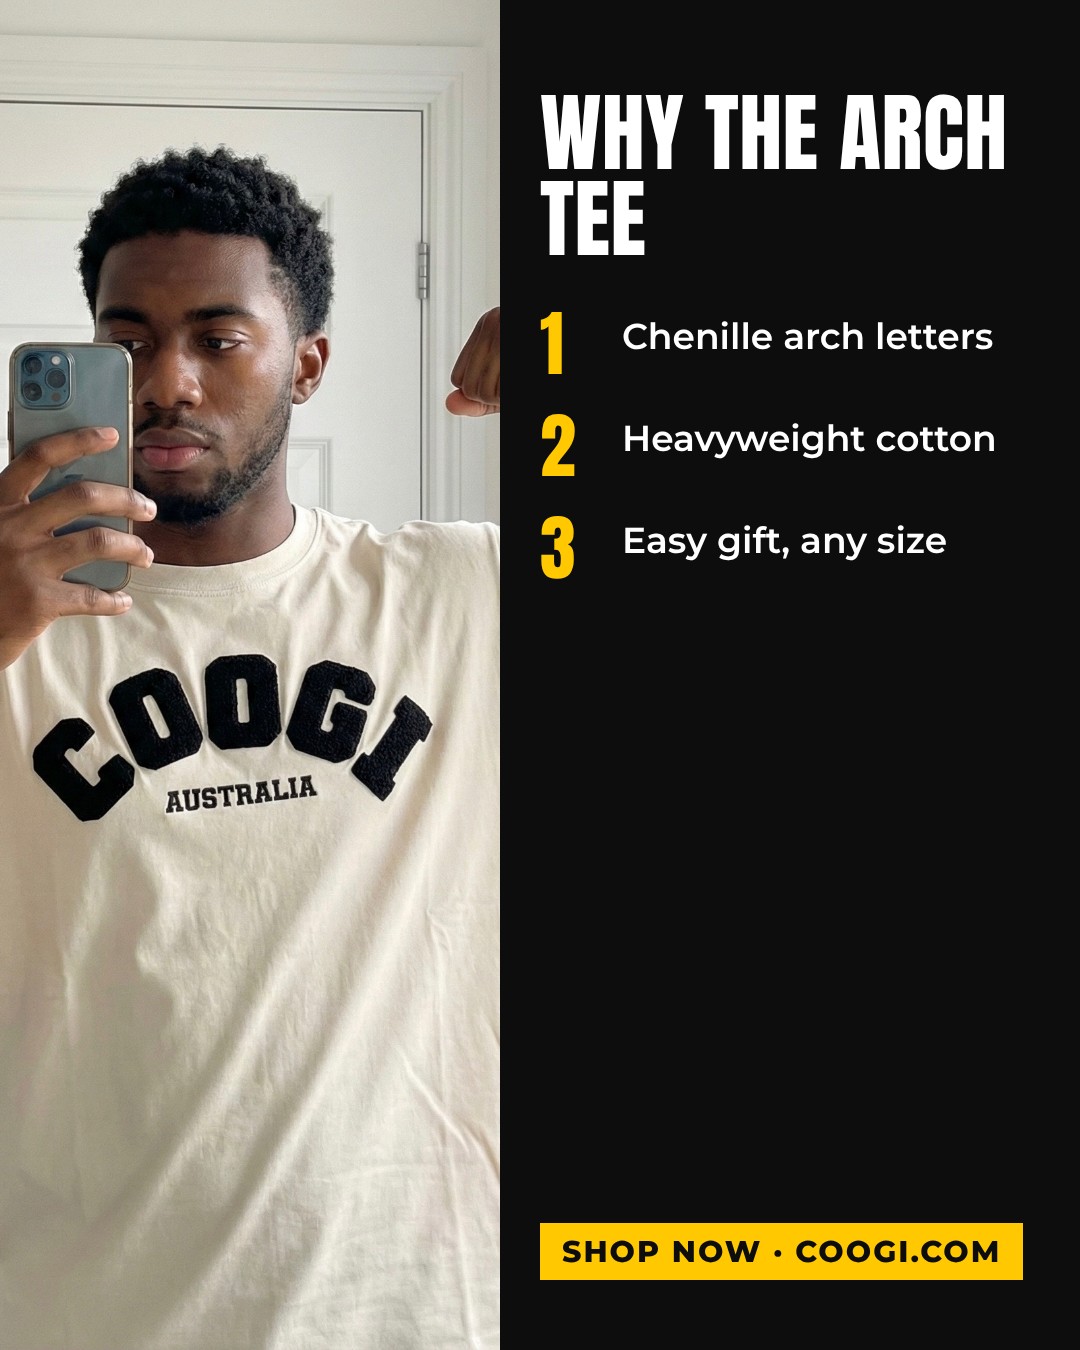 WHY THE ARCH
TEE
1 Chenille arch letters
2 Heavyweight cotton
3 Easy gift, any size
COOGI
AUSTRALIA
SHOP NOW · COOGI.COM